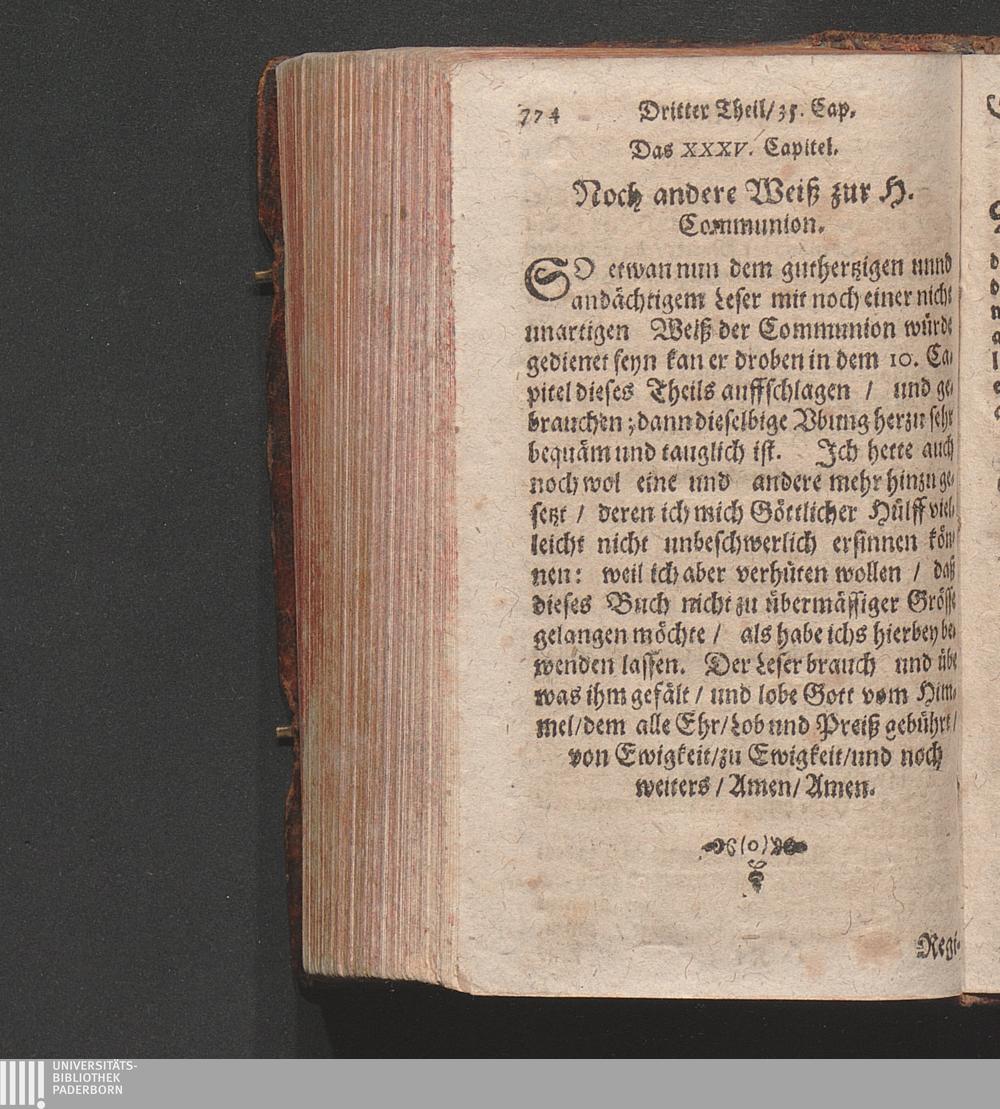 774 Dritter Theil/35. Cap.
Das XXXV. Capitel.
Noch andere Weiß zur H.
Communion.
SO etwan nun dem guthertzigen unnd
andächtigem Leser mit noch einer nicht
unartigen Weiß der Communion würde
gedienet seyn kan er droben in dem 10. Ca-
pitel dieses Theils auffschlagen / und ge-
brauchen; dann dieselbige Vbung herzu sehr
bequäm und tauglich ist. Ich hette auch
noch wol eine und andere mehr hinzu ge-
setzt / deren ich mich Göttlicher Hülff viel-
leicht nicht unbeschwerlich ersinnen kön-
nen: weil ich aber verhüten wollen / daß
dieses Buch nicht zu übermässiger Grösse
gelangen möchte / als habe ichs hierbey be-
wenden lassen. Der Leser brauch und übe
was ihm gefält / und lobe Gott vom Him-
mel/dem alle Ehr/Lob und Preiß gebührt/
von Ewigkeit/zu Ewigkeit/und noch
weiters / Amen/ Amen.
(o)
Regi-
UNIVERSITÄTS-
BIBLIOTHEK
PADERBORN